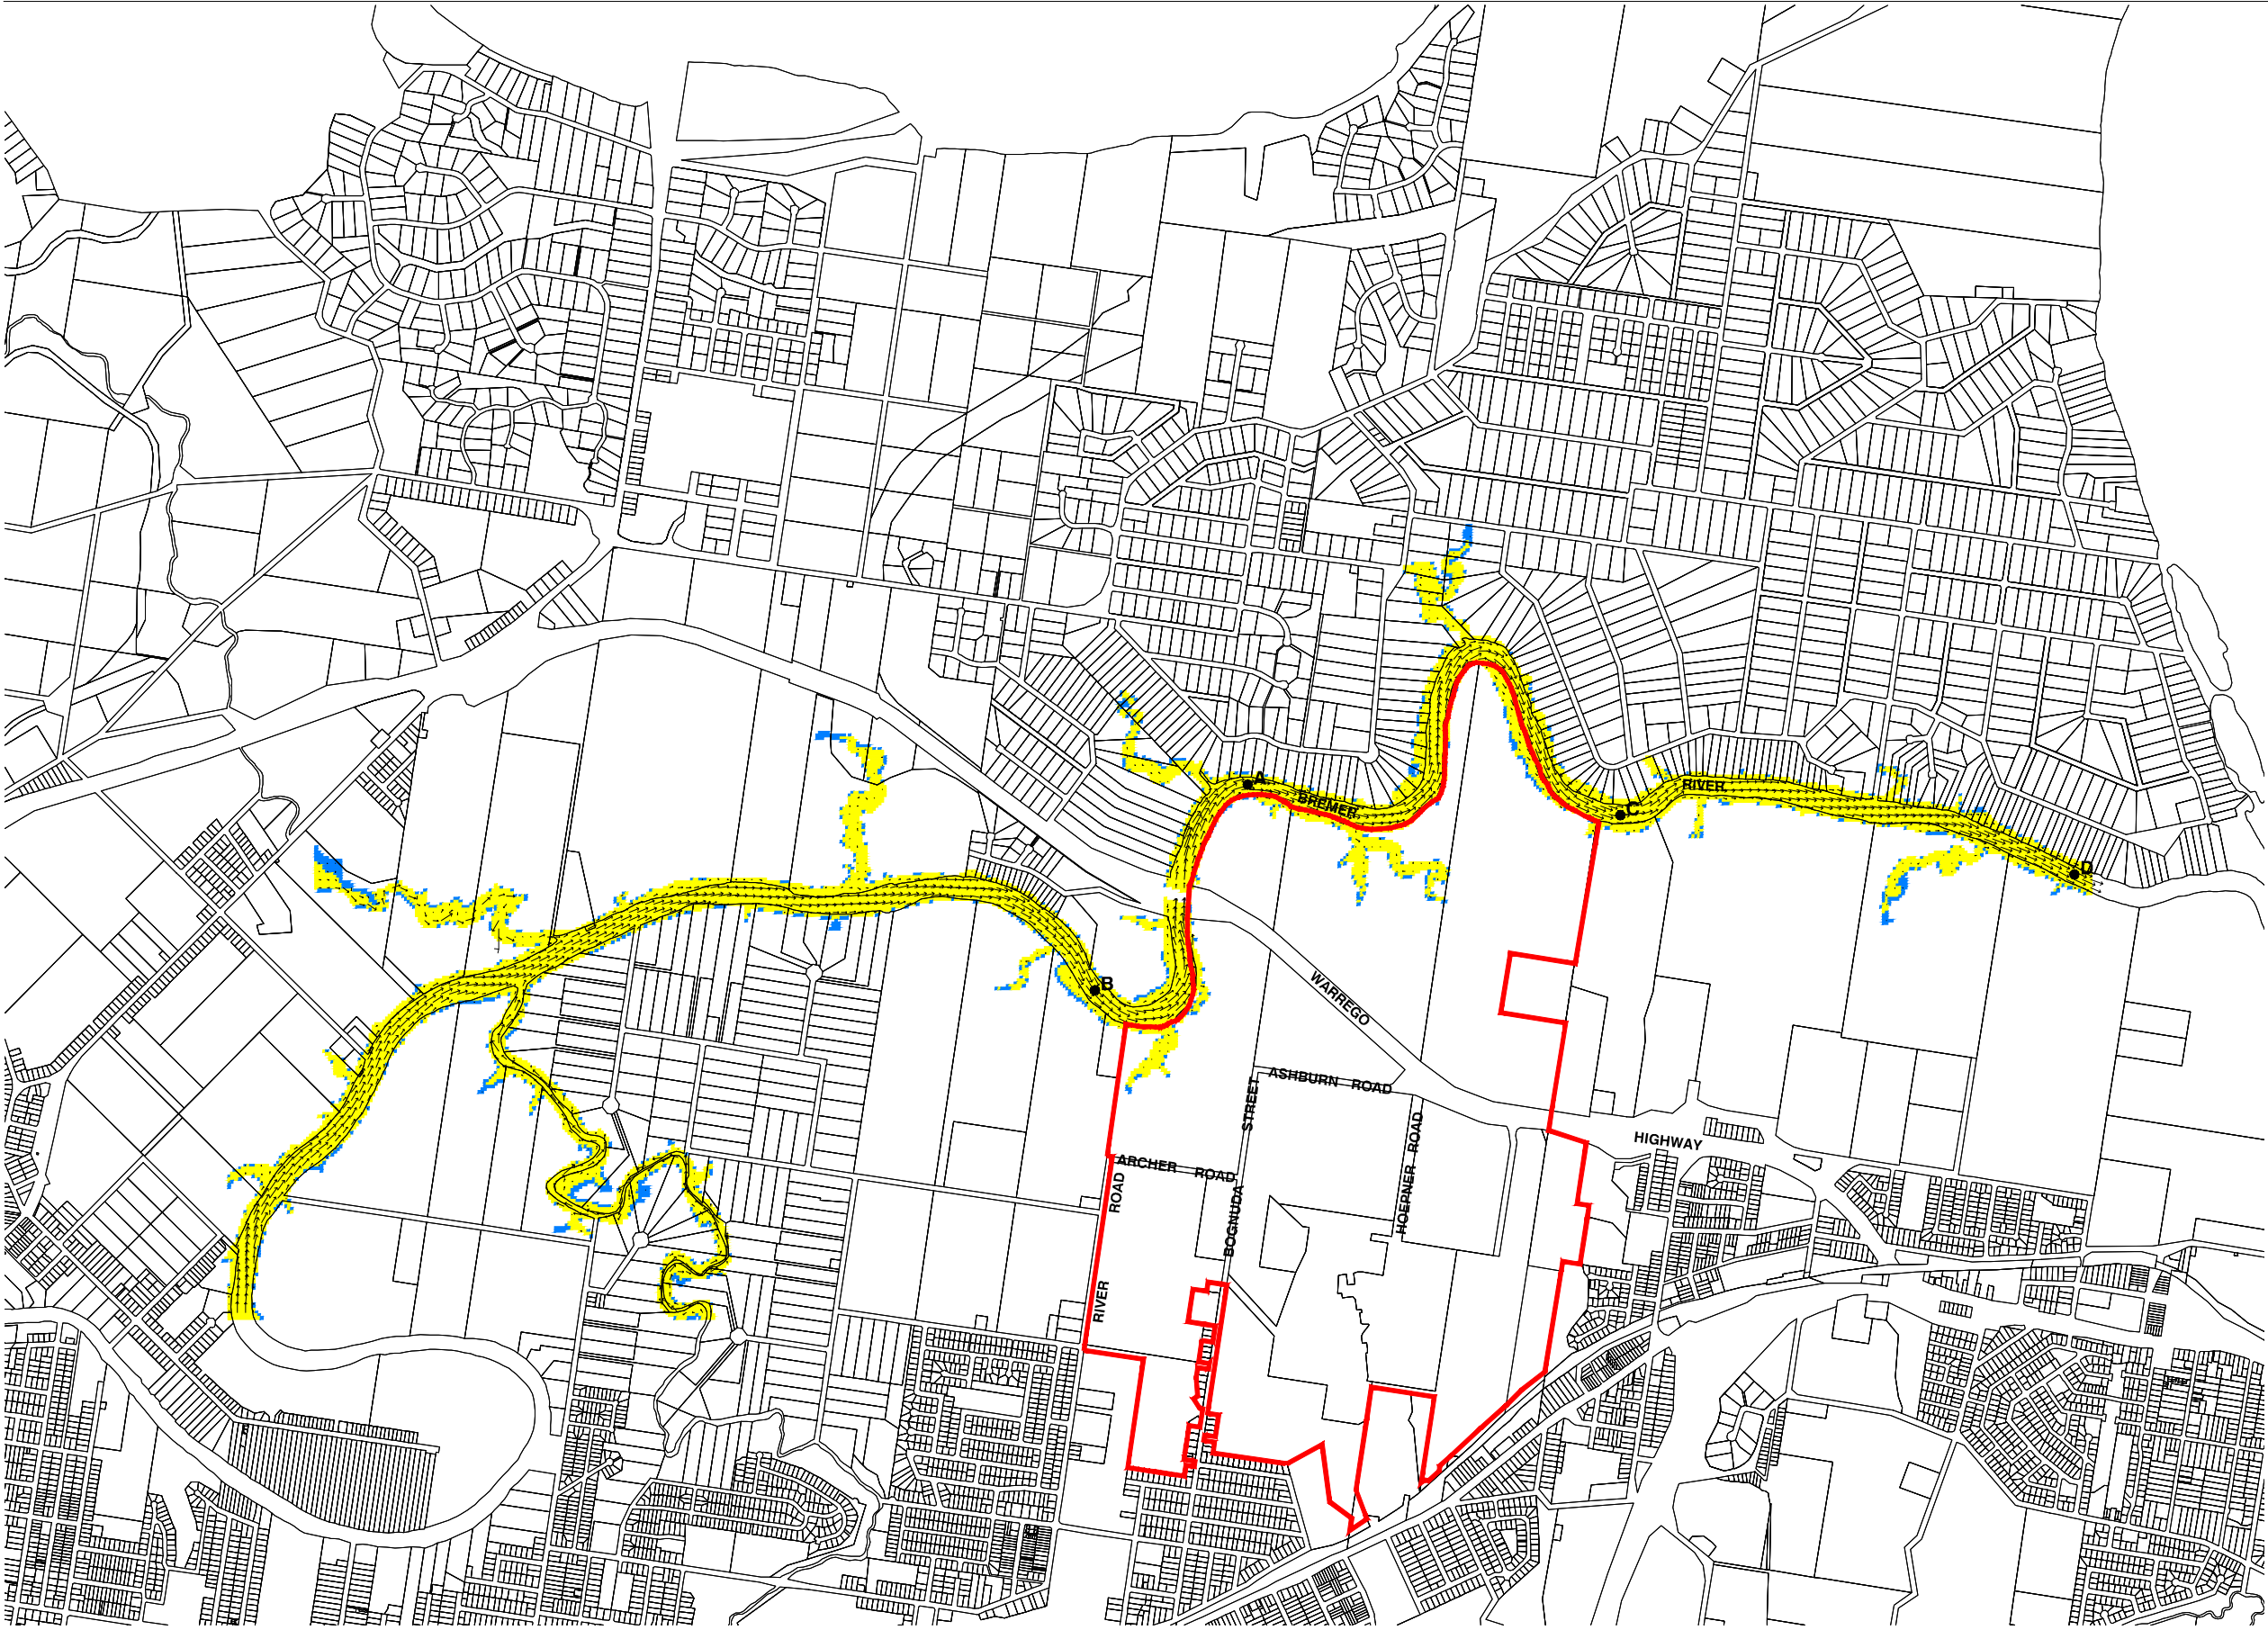 A
BREMER
RIVER
C
D
B
WARREGO
ASHBURN ROAD
STREET
HIGHWAY
ARCHER ROAD
ROAD
HOEPNER ROAD
BOGNUDA
RIVER